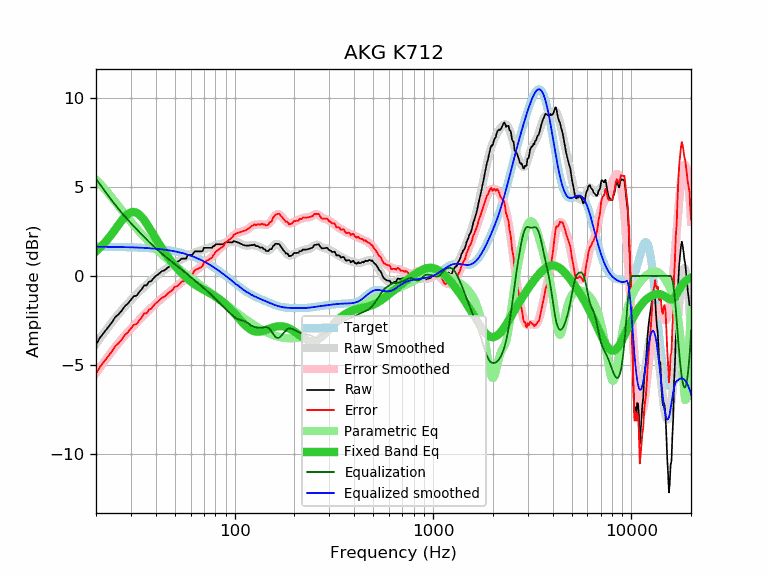 AKG K712
10
5
0
−5
−10
Amplitude (dBr)
Target
Raw Smoothed
Error Smoothed
Raw
Error
Parametric Eq
Fixed Band Eq
Equalization
Equalized smoothed
100
1000
10000
Frequency (Hz)